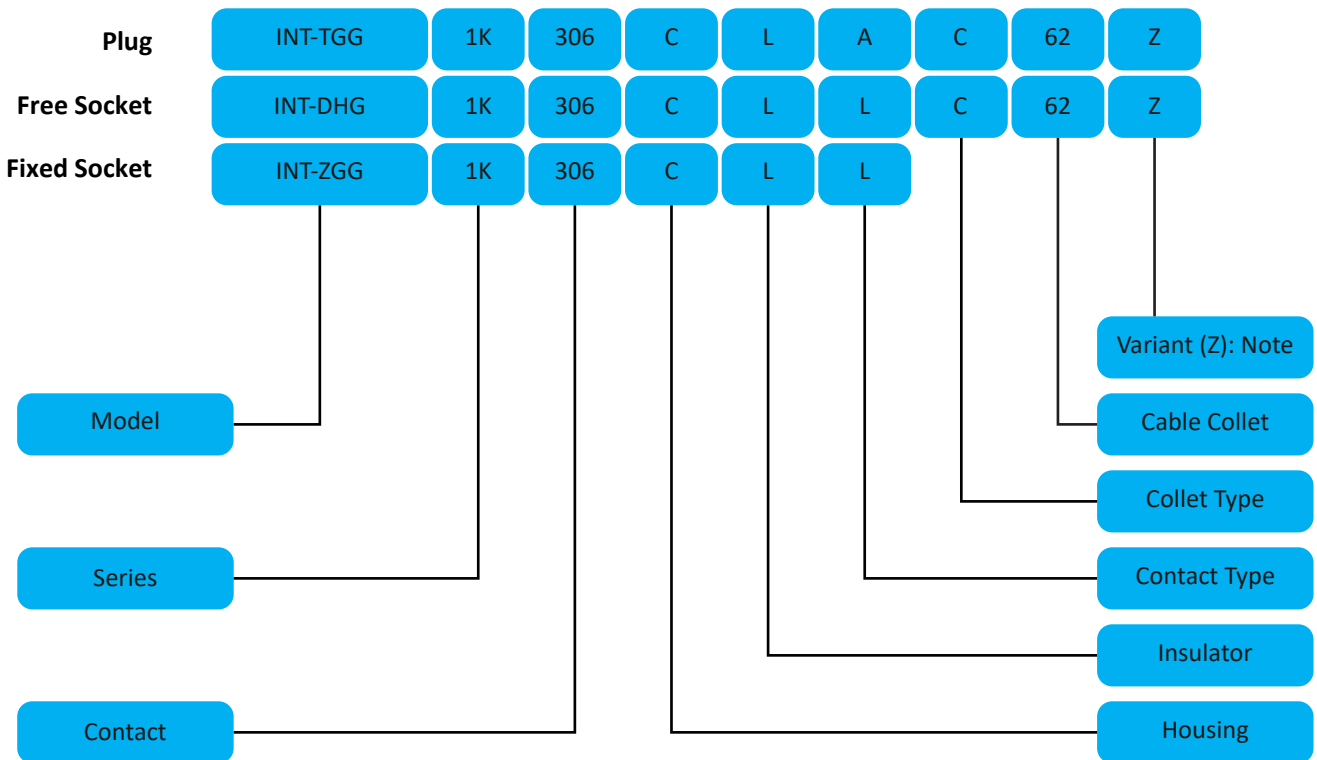 Plug INT-TGG 1K 306 C L A C 62 Z
Free Socket INT-DHG 1K 306 C L L C 62 Z
Fixed Socket INT-ZGG 1K 306 C L L
Variant (Z): Note
Model Cable Collet
Collet Type
Series Contact Type
Insulator
Contact Housing